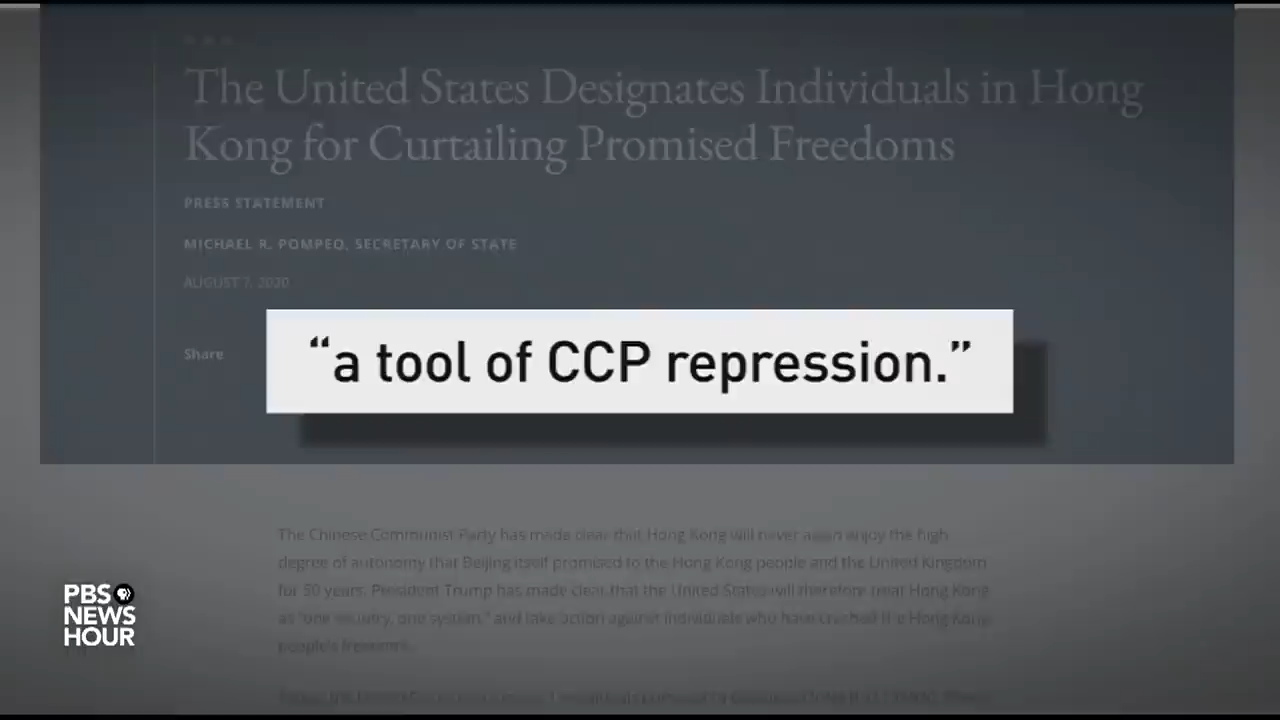 The United States Designates Individuals in Hong
Kong for Curtailing Promised Freedoms
PRESS STATEMENT
MICHAEL R. POMPEO, SECRETARY OF STATE
AUGUST 7, 2020
Share
“a tool of CCP repression.”
The Chinese Communist Party has made clear that Hong Kong will never again enjoy the high
degree of autonomy that Beijing itself promised to the Hong Kong people and the United Kingdom
for 50 years. President Trump has made clear that the United States will therefore treat Hong Kong
as “one country, one system,” and take action against individuals who have crushed the Hong Kong
people’s freedoms.
PBS
NEWS
HOUR